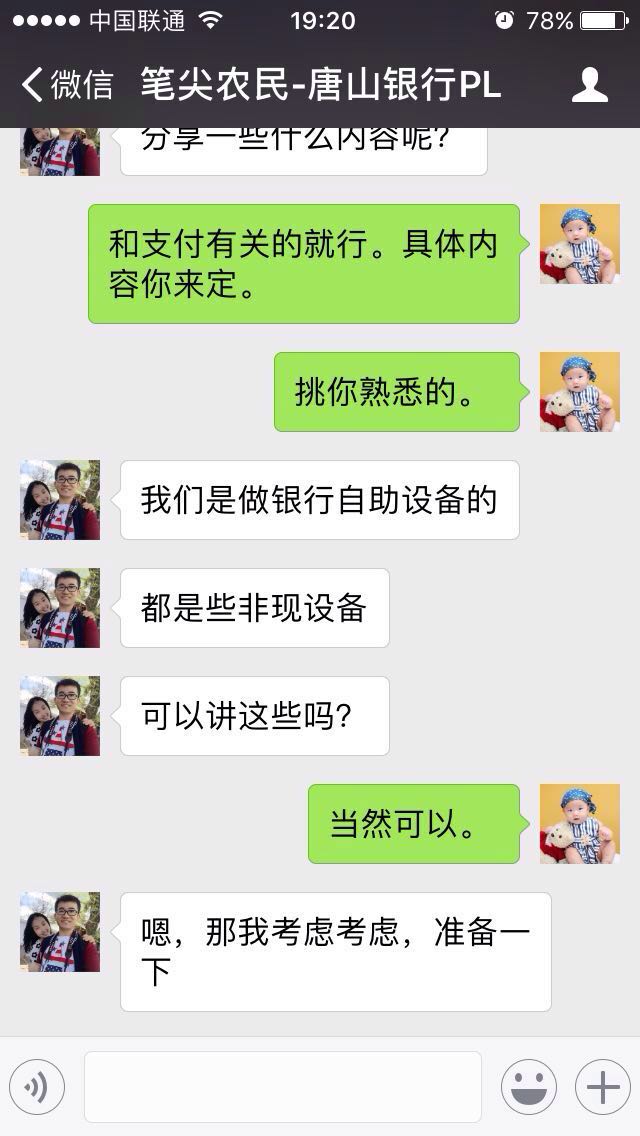 中国联通
19:20
78%
微信
笔尖农民-唐山银行PL
分享一些什么内容呢?
和支付有关的就行。具体内
容你来定。
挑你熟悉的。
我们是做银行自助设备的
都是些非现设备
可以讲这些吗?
当然可以。
嗯，那我考虑考虑，准备一
下